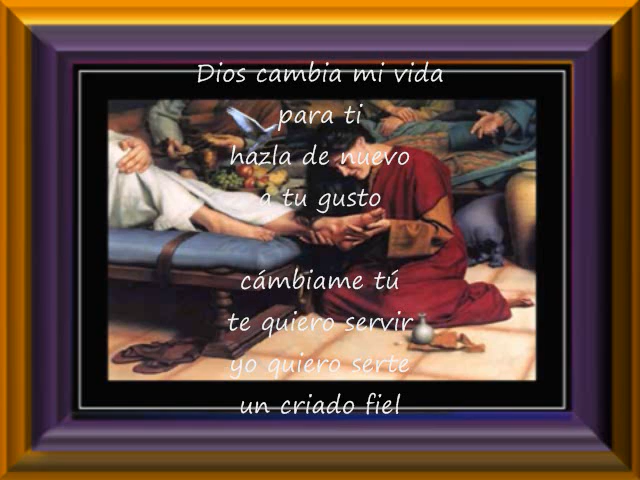 Dios cambia mi vida
para ti
hazla de nuevo
a tu gusto
cámbiame tú
te quiero servir
yo quiero serte
un criado fiel